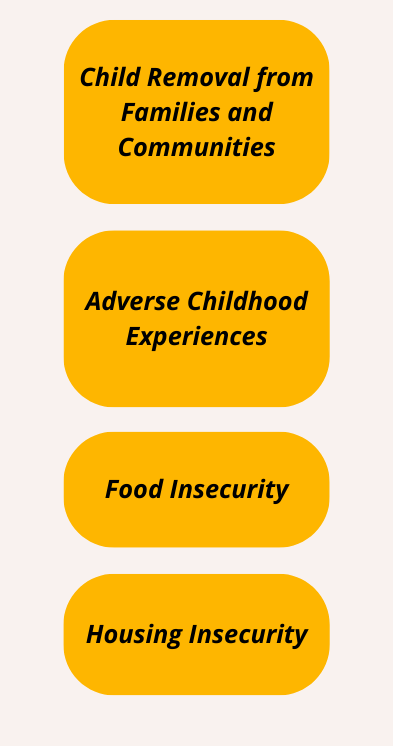 Child Removal from
Families and
Communities
Adverse Childhood
Experiences
Food Insecurity
Housing Insecurity